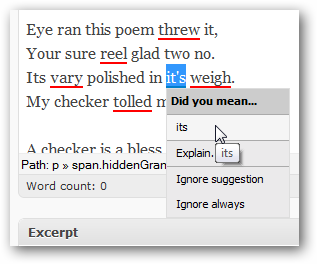 Eye ran this poem threw it,
Your sure reel glad two no.
Its vary polished in it's weigh.
My checker tolled m
Did you mean...
its
Explain...
its
Ignore suggestion
Ignore always
A checker is a bless
Path: p » span.hiddenGran
Word count: 0
Excerpt